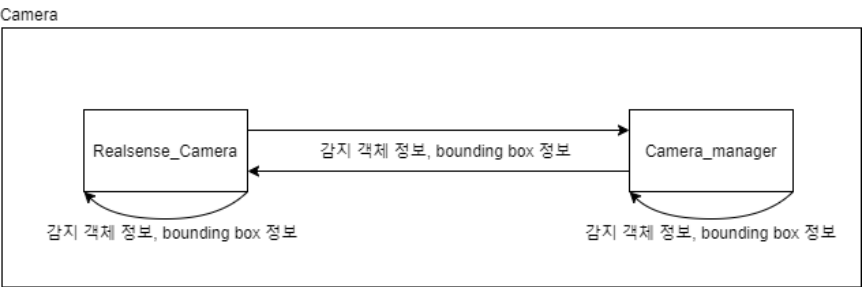 Camera
Realsense_Camera
감지 객체 정보, bounding box 정보
Camera_manager
감지 객체 정보, bounding box 정보
감지 객체 정보, bounding box 정보